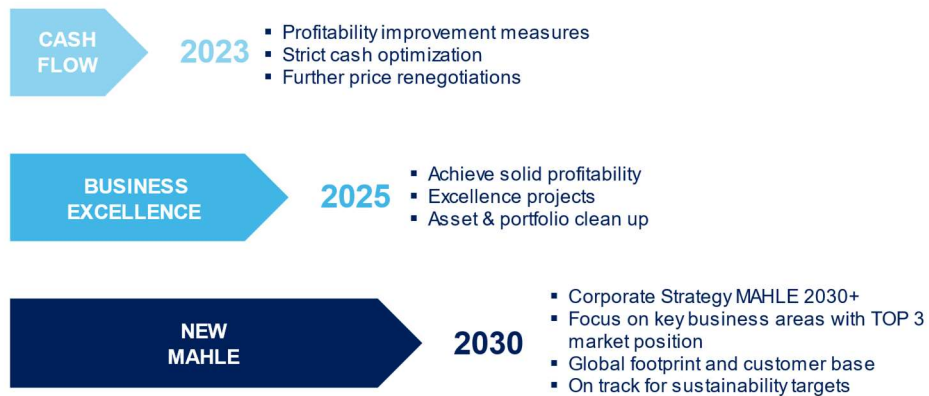 CASH
FLOW
2023
▪ Profitability improvement measures
▪ Strict cash optimization
▪ Further price renegotiations
BUSINESS
EXCELLENCE
2025
▪ Achieve solid profitability
▪ Excellence projects
▪ Asset & portfolio clean up
NEW
MAHLE
2030
▪ Corporate Strategy MAHLE 2030+
▪ Focus on key business areas with TOP 3
market position
▪ Global footprint and customer base
▪ On track for sustainability targets